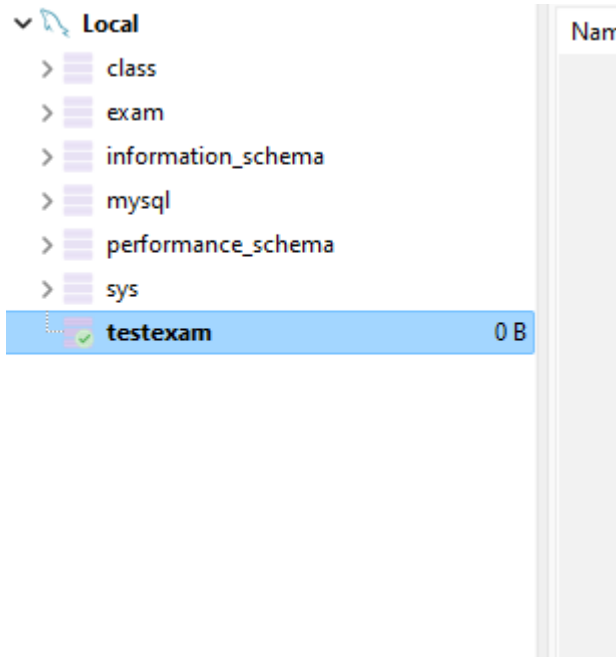 Local
Nam
class
exam
information_schema
mysql
performance_schema
sys
testexam 0 B